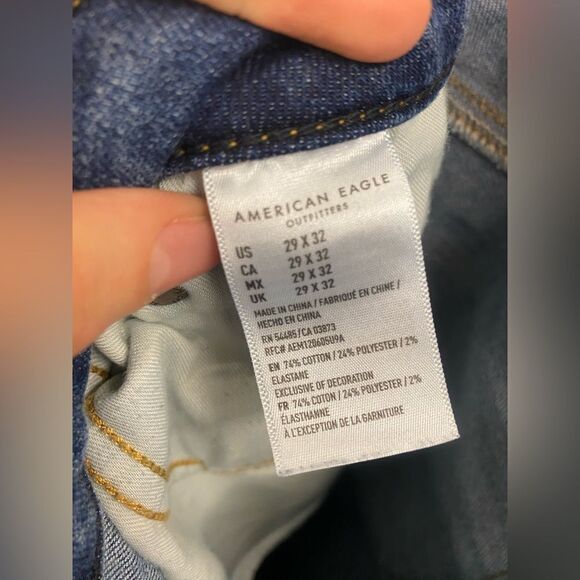 AMERICAN EAGLE
OUTFITTERS
US 29 X 32
CA 29 X 32
MX 29 X 32
UK 29 X 32
MADE IN CHINA / FABRIQUÉ EN CHINE /
HECHO EN CHINA
RN 54485 / CA 03873
RFC# AEM120605U9A
EN 74% COTTON / 24% POLYESTER / 2%
ELASTANE
EXCLUSIVE OF DECORATION
FR 74% COTON / 24% POLYESTER / 2%
ÉLASTHANNE
À L'EXCEPTION DE LA GARNITURE